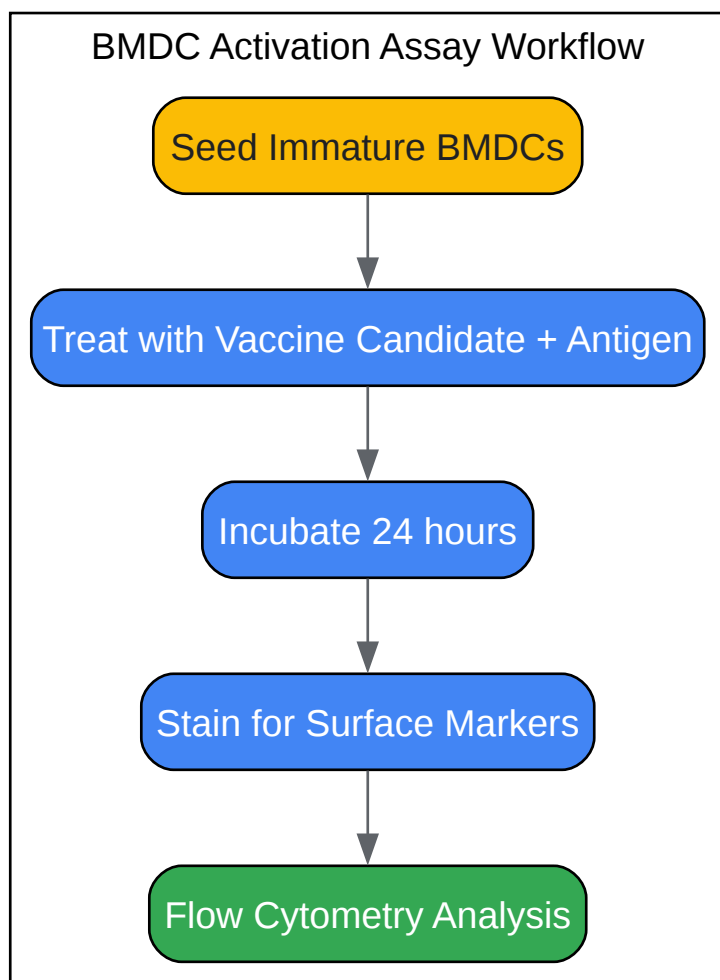 BMDC Activation Assay Workflow
Seed Immature BMDCs
Treat with Vaccine Candidate + Antigen
Incubate 24 hours
Stain for Surface Markers
Flow Cytometry Analysis